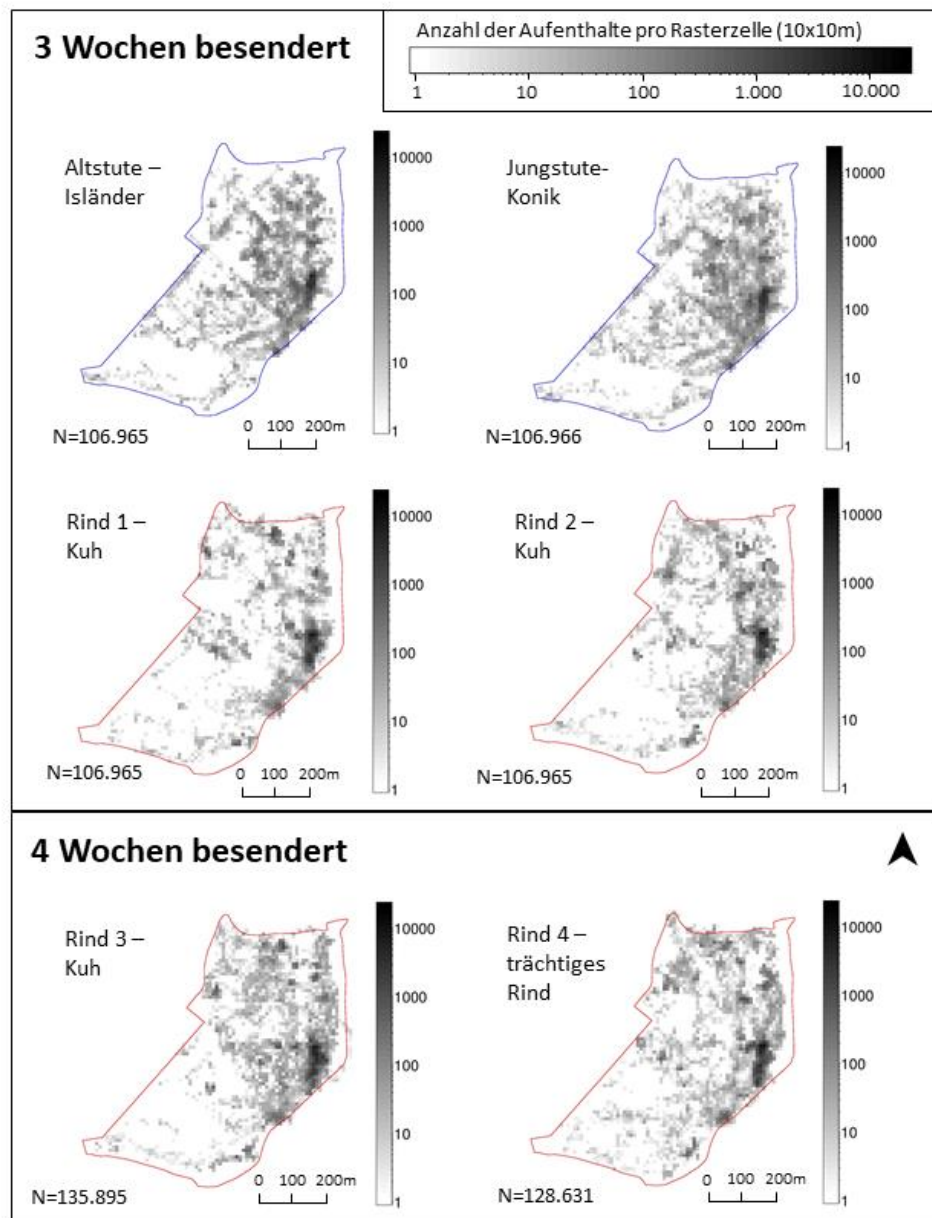 3 Wochen besendert
Anzahl der Aufenthalte pro Rasterzelle (10x10m)
1 10 100 1.000 10.000
Altstute –
Isländer
10000
1000
100
10
1
N=106.965
0 100 200m
Jungstute-
Konik
10000
1000
100
10
1
N=106.966
0 100 200m
Rind 1 –
Kuh
10000
1000
100
10
1
N=106.965
0 100 200m
Rind 2 –
Kuh
10000
1000
100
10
1
N=106.965
0 100 200m
4 Wochen besendert
Rind 3 –
Kuh
10000
1000
100
10
1
N=135.895
0 100 200m
Rind 4 –
trächtiges
Rind
10000
1000
100
10
1
N=128.631
0 100 200m